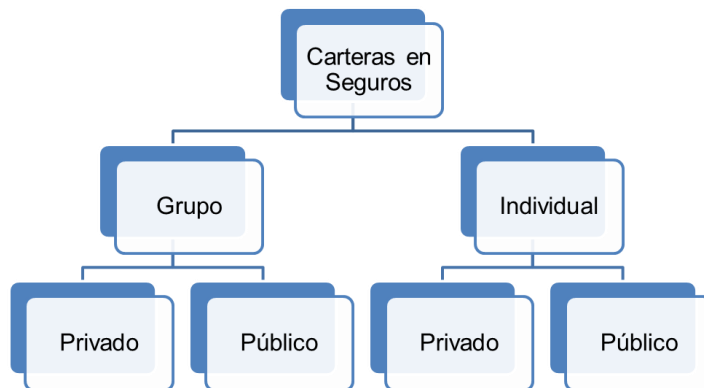 Carteras en
Seguros
Grupo
Individual
Privado
Público
Privado
Público